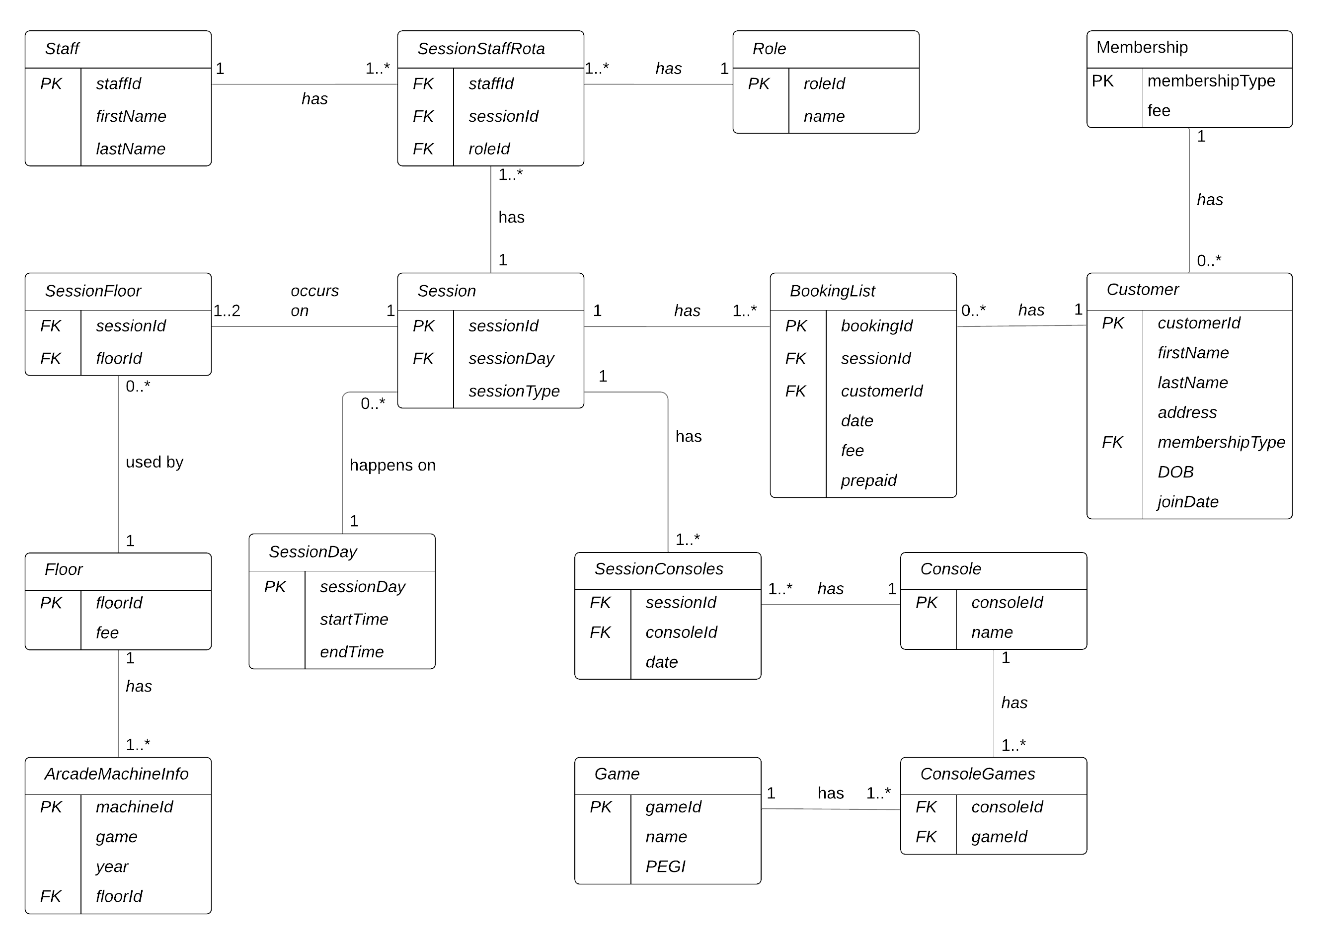 Staff
PK staffId
firstName
lastName
1 1..*
has
SessionStaffRota
FK staffId
FK sessionId
FK roleId
1..* has 1
Role
PK roleId
name
Membership
PK membershipType
fee
1
has
0..*
1..*
has
1
SessionFloor
FK sessionId
FK floorId
occurs
1..2 on 1
Session
PK sessionId
FK sessionDay
sessionType
1 has 1..*
BookingList
PK bookingId
FK sessionId
FK customerId
date
fee
prepaid
0..* has 1
Customer
PK customerId
firstName
lastName
address
FK membershipType
DOB
joinDate
0..*
used by
1
0..*
happens on
1
1
has
1..*
Floor
PK floorId
fee
SessionDay
PK sessionDay
startTime
endTime
SessionConsoles
FK sessionId
FK consoleId
date
1..* has 1
Console
PK consoleId
name
1
has
1..*
1
has
1..*
ArcadeMachineInfo
PK machineId
game
year
FK floorId
Game
PK gameId
name
PEGI
1 has 1..*
ConsoleGames
FK consoleId
FK gameId